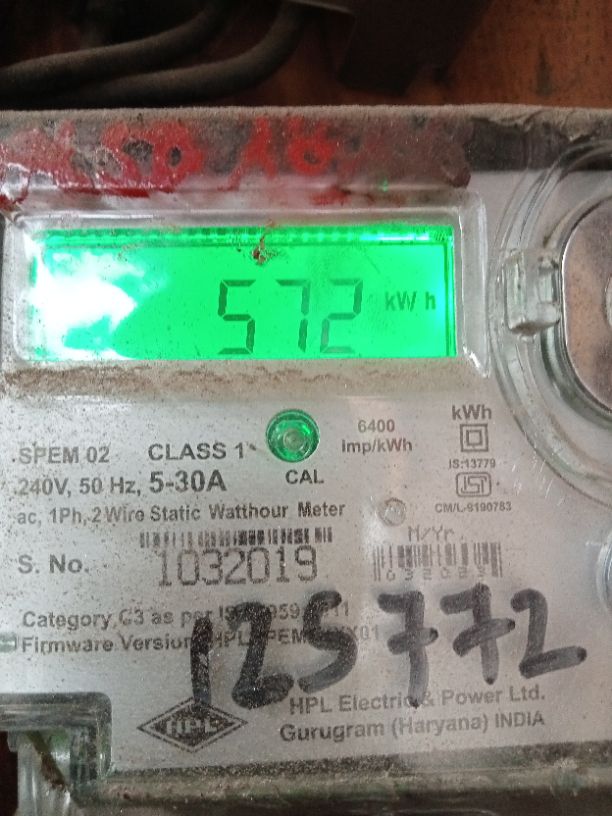 572 kWh
SPEM 02 CLASS 1
CAL
6400
imp/kWh
kWh
IS:13779
ISI
CM/L-9190783
240V, 50 Hz, 5-30A
ac, 1Ph, 2 Wire Static Watthour Meter
M/Yr.
S. No. 1032019
Category C3 as per
Firmware Version
125772
HPL
HPL Electric & Power Ltd.
Gurugram (Haryana) INDIA